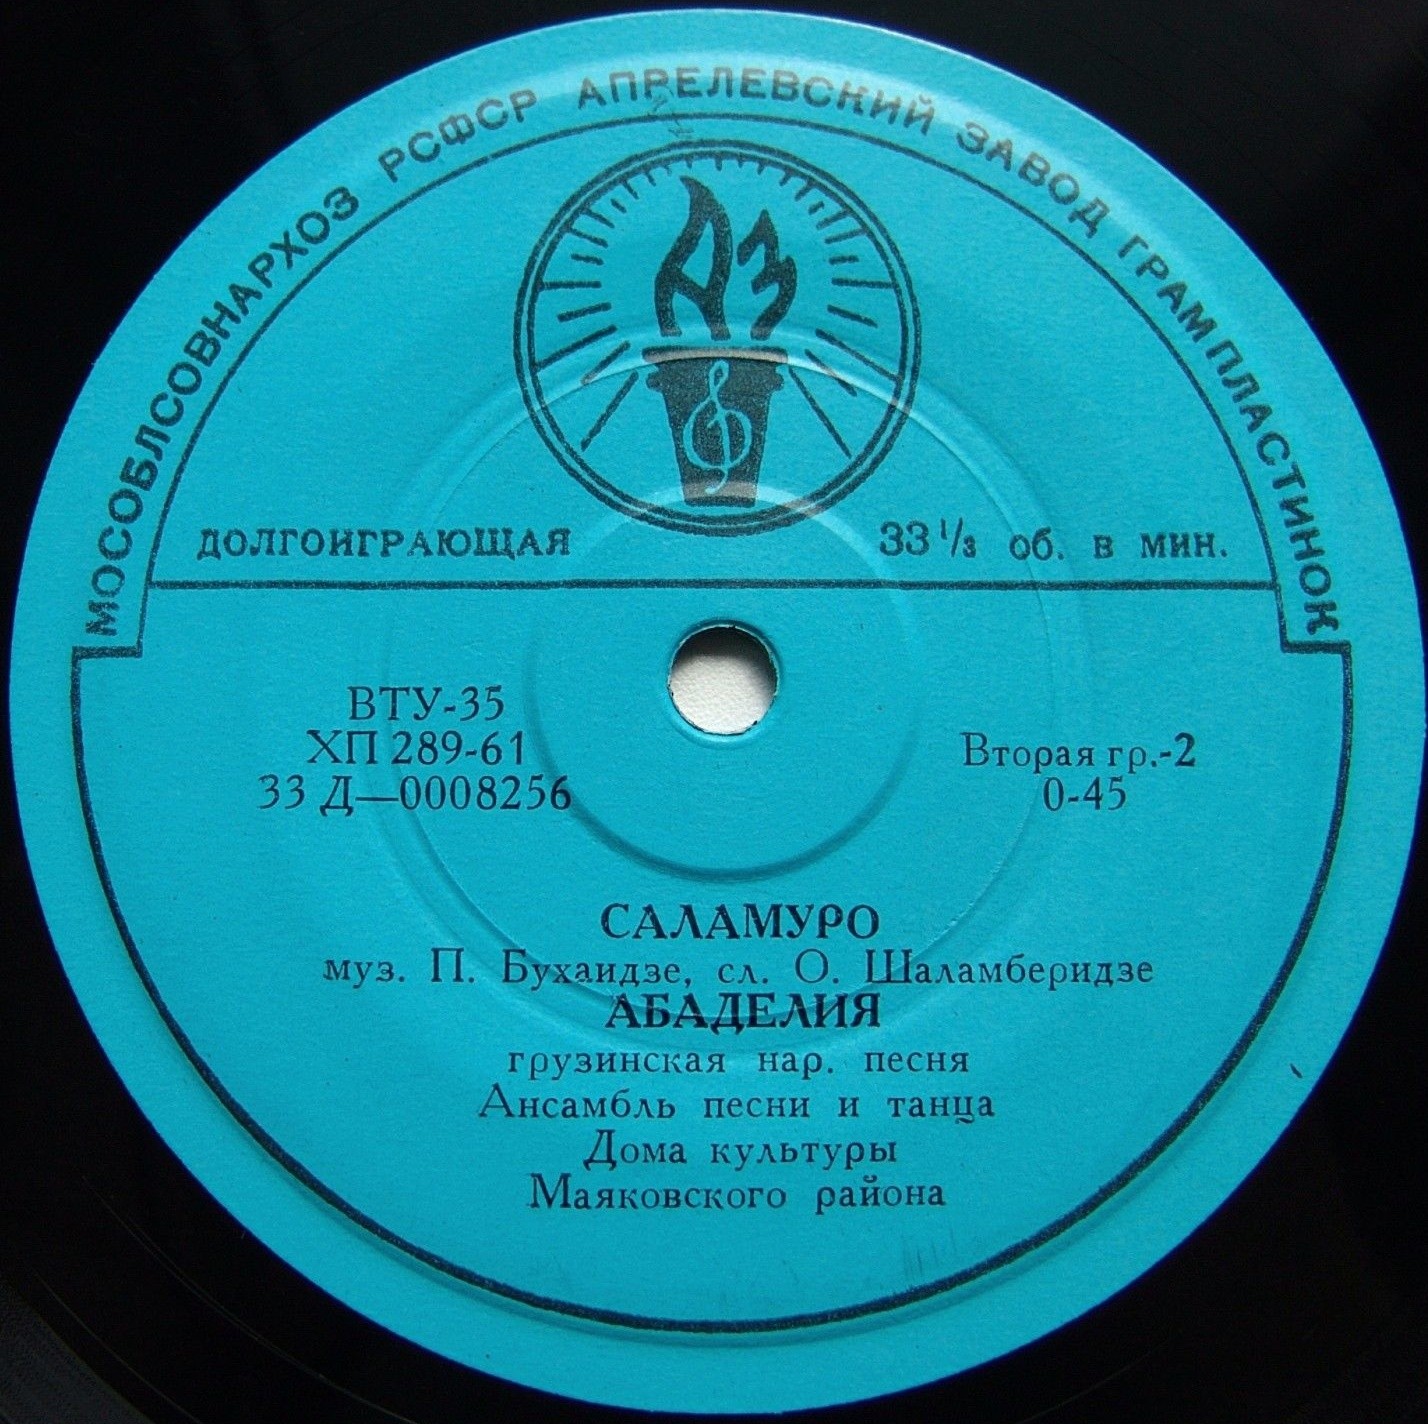 МОСОБЛСОВНАРХОЗ РСФСР АПРЕЛЕВСКИЙ ЗАВОД ГРАМПЛАСТИНОК
АЗ
ДОЛГОИГРАЮЩАЯ 33 1/3 об. в мин.
ВТУ-35
ХП 289-61 Вторая гр.-2
33 Д—0008256 0-45
САЛАМУРО
муз. П. Бухаидзе, сл. О. Шаламберидзе
АБАДЕЛИЯ
грузинская нар. песня
Ансамбль песни и танца
Дома культуры
Маяковского района